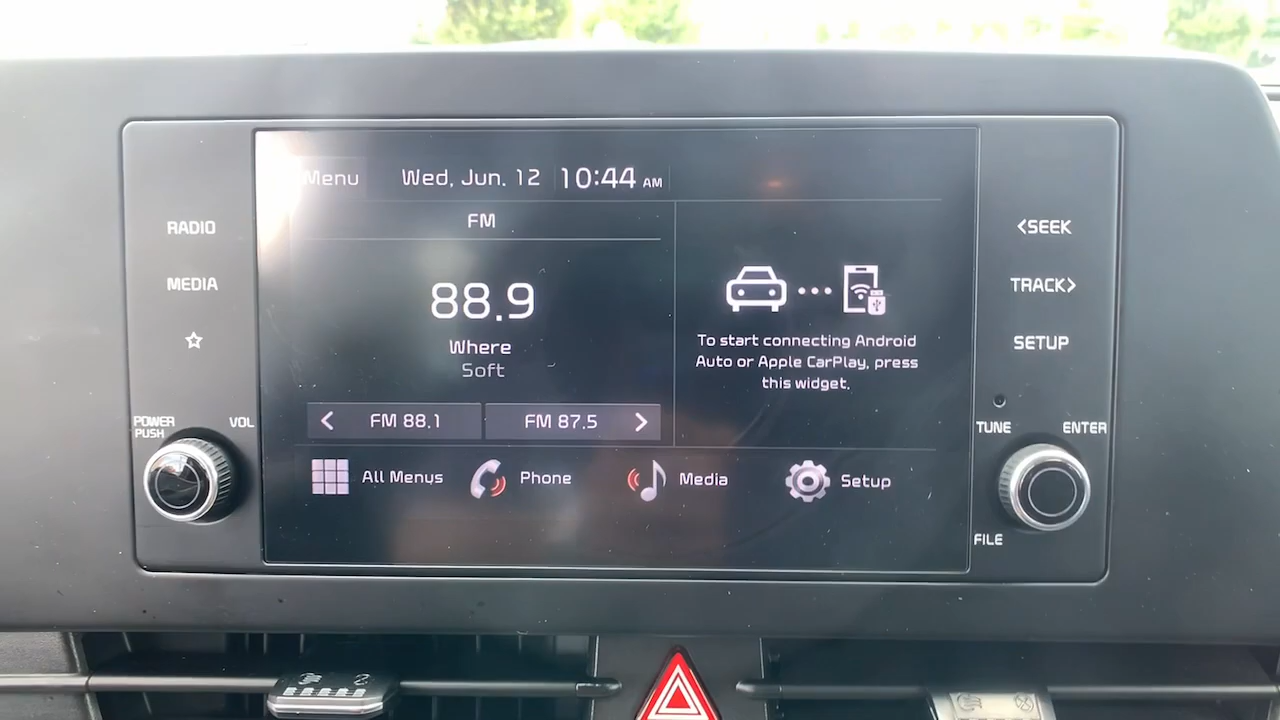 Menu
Wed, Jun. 12
10:44 AM
FM
88.9
Where
Soft
FM 88.1
FM 87.5
To start connecting Android
Auto or Apple CarPlay, press
this widget.
All Menus
Phone
Media
Setup
RADIO
MEDIA
POWER
PUSH
VOL
<SEEK
TRACK>
SETUP
TUNE
ENTER
FILE